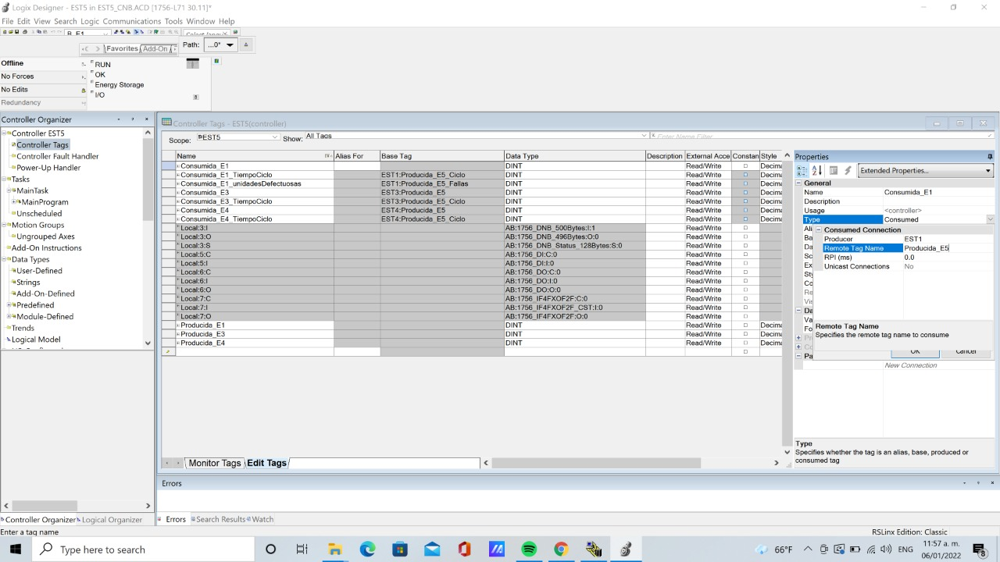 Logix Designer - EST5 in EST5_CNB.ACD [1756-L71 30.11]*
File Edit View Search Logic Communications Tools Window Help
B_E1
Favorites Add-On
Path: ...0*
Offline
No Forces
No Edits
Redundancy
RUN
OK
Energy Storage
I/O
Controller Organizer
Controller EST5
Controller Tags
Controller Fault Handler
Power-Up Handler
Tasks
MainTask
MainProgram
Unscheduled
Motion Groups
Ungrouped Axes
Add-On Instructions
Data Types
User-Defined
Strings
Add-On-Defined
Predefined
Module-Defined
Trends
Logical Model
Controller Organizer Logical Organizer
Enter a tag name
Controller Tags - EST5(controller)
Scope: EST5 Show: All Tags Enter Name Filter...
Name Alias For Base Tag Data Type Description External Acce Constan Style
Consumida_E1 DINT Read/Write Decima
Consumida_E1_TiempoCiclo EST1:Producida_E5_Ciclo DINT Read/Write Decima
Consumida_E1_unidadesDefectuosas EST1:Producida_E5_Fallas DINT Read/Write Decima
Consumida_E3 EST3:Producida_E5 DINT Read/Write Decima
Consumida_E3_TiempoCiclo EST3:Producida_E5_Ciclo DINT Read/Write Decima
Consumida_E4 EST4:Producida_E5 DINT Read/Write Decima
Consumida_E4_TiempoCiclo EST4:Producida_E5_Ciclo DINT Read/Write Decima
Local:3:I AB:1756_DNB_500Bytes:I:1 Read/Write
Local:3:O AB:1756_DNB_496Bytes:O:0 Read/Write
Local:3:S AB:1756_DNB_Status_128Bytes:S:0 Read/Write
Local:5:C AB:1756_DI:C:0 Read/Write
Local:5:I AB:1756_DI:I:0 Read/Write
Local:6:C AB:1756_DO:C:0 Read/Write
Local:6:I AB:1756_DO:I:0 Read/Write
Local:6:O AB:1756_DO:O:0 Read/Write
Local:7:C AB:1756_IF4FXOF2F:C:0 Read/Write
Local:7:I AB:1756_IF4FXOF2F_CST:I:0 Read/Write
Local:7:O AB:1756_IF4FXOF2F:O:0 Read/Write
Producida_E1 DINT Read/Write Decima
Producida_E3 DINT Read/Write Decima
Producida_E4 DINT Read/Write Decima
Monitor Tags Edit Tags
Properties
Extended Properties...
General
Name Consumida_E1
Description
Usage <controller>
Type Consumed
Consumed Connection
Producer EST1
Remote Tag Name Producida_E5
RPI (ms) 0.0
Unicast Connections No
Remote Tag Name
Specifies the remote tag name to consume
OK Cancel
New Connection
Type
Specifies whether the tag is an alias, base, produced or
consumed tag
Errors
Errors Search Results Watch
RSLinx Edition: Classic
Type here to search
66°F
11:57 a. m.
06/01/2022
8